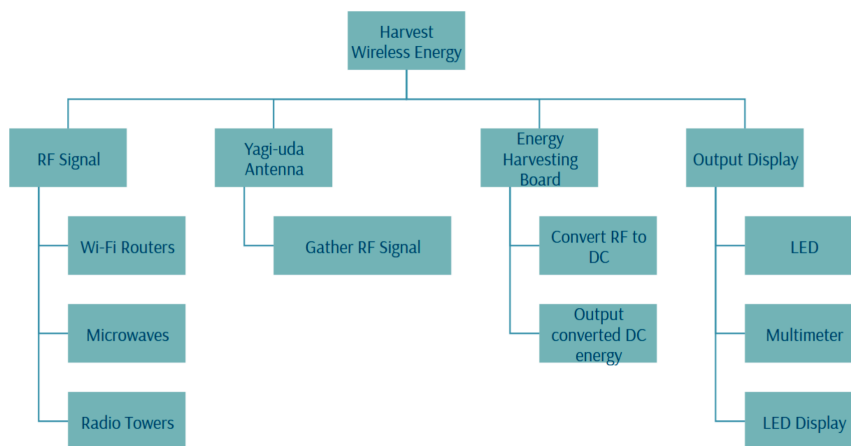 Harvest
Wireless Energy
RF Signal
Yagi-uda
Antenna
Energy
Harvesting
Board
Output Display
Wi-Fi Routers
Gather RF Signal
Convert RF to
DC
LED
Microwaves
Output
converted DC
energy
Multimeter
Radio Towers
LED Display